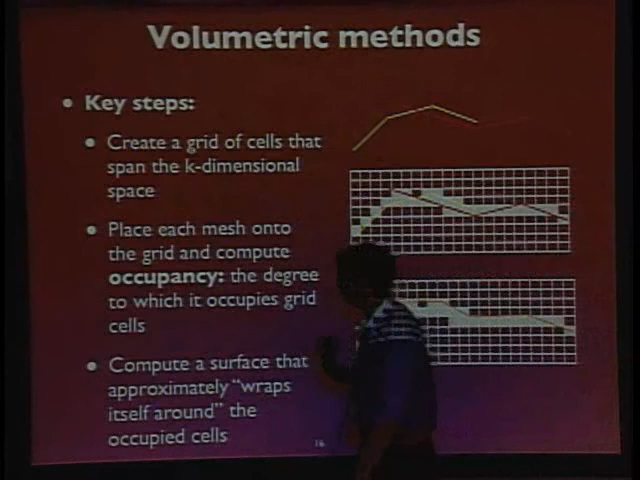 Volumetric methods
• Key steps:
• Create a grid of cells that
span the k-dimensional
space
• Place each mesh onto
the grid and compute
occupancy: the degree
to which it occupies grid
cells
• Compute a surface that
approximately "wraps
itself around" the
occupied cells
16